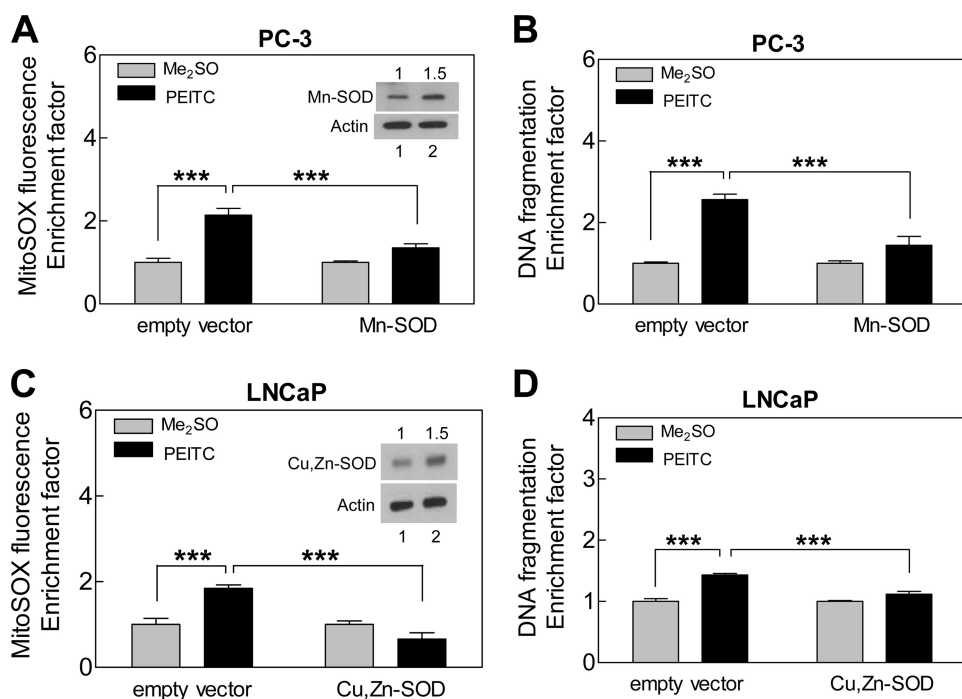 A
PC-3
MitoSOX fluorescence
Enrichment factor
6
4
2
0
Me₂SO
PEITC
1 1.5
Mn-SOD
Actin
1 2
***
***
empty vector
Mn-SOD
B
PC-3
DNA fragmentation
Enrichment factor
6
4
2
0
Me₂SO
PEITC
***
***
empty vector
Mn-SOD
C
LNCaP
MitoSOX fluorescence
Enrichment factor
6
4
2
0
Me₂SO
PEITC
1 1.5
Cu,Zn-SOD
Actin
1 2
***
***
empty vector
Cu,Zn-SOD
D
LNCaP
DNA fragmentation
Enrichment factor
4
3
2
1
0
Me₂SO
PEITC
***
***
empty vector
Cu,Zn-SOD